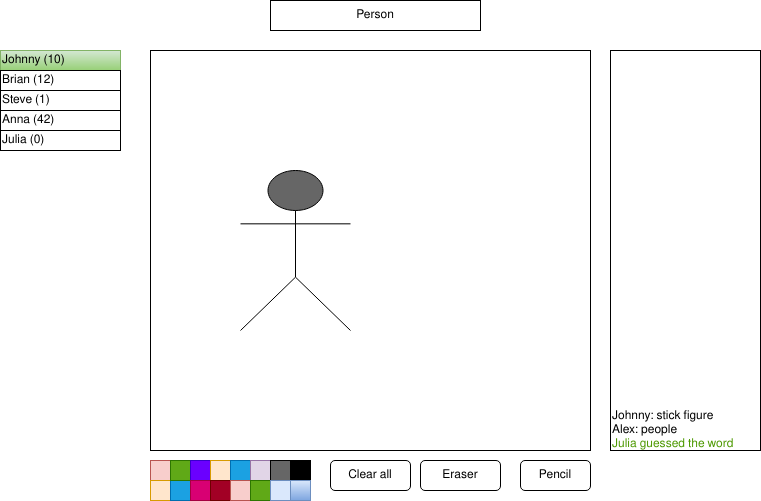 Person
Johnny (10)
Brian (12)
Steve (1)
Anna (42)
Julia (0)
Johnny: stick figure
Alex: people
Julia guessed the word
Clear all
Eraser
Pencil